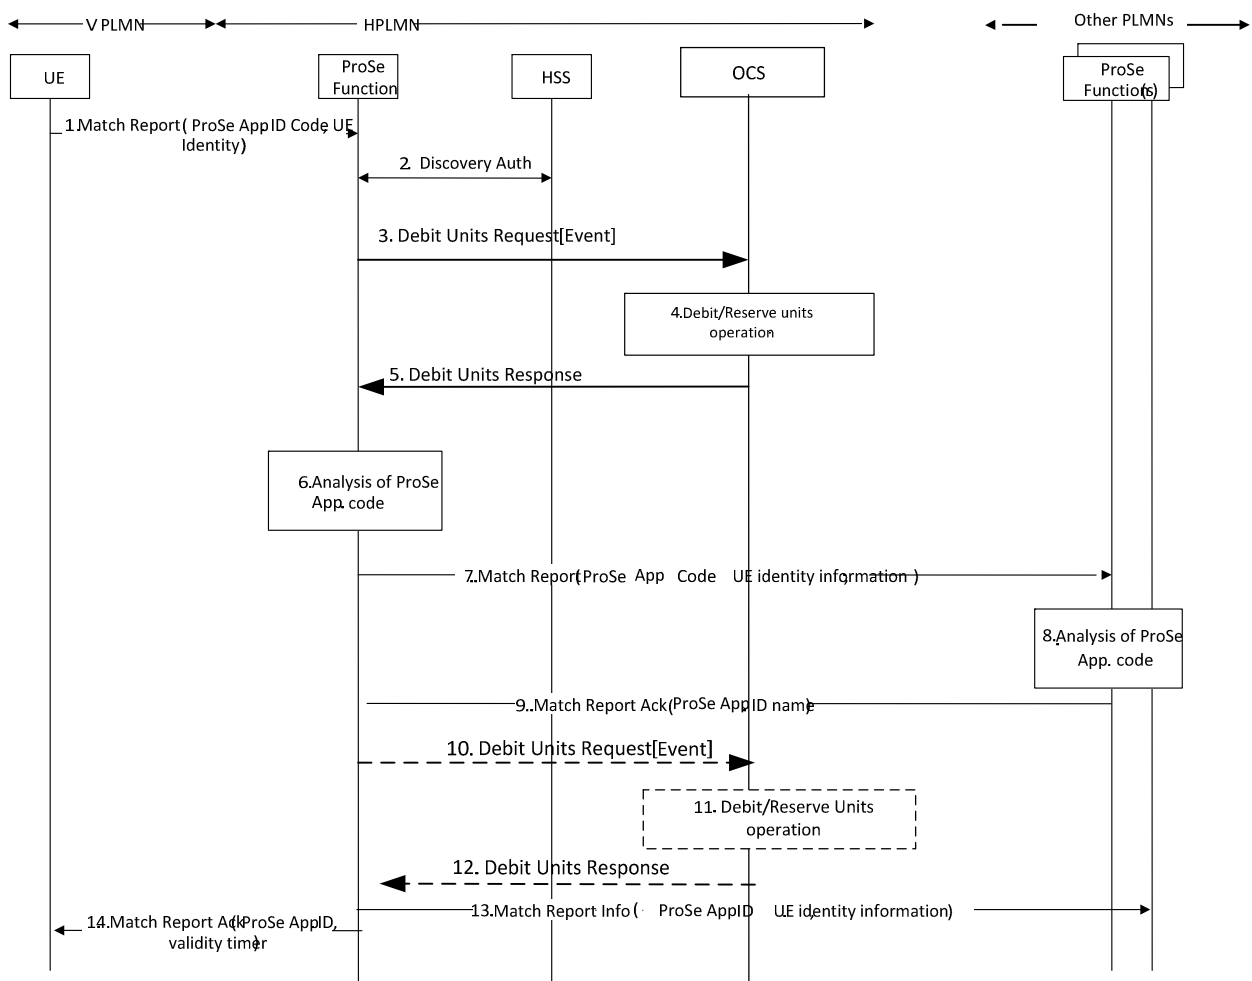 V PLMN
HPLMN
Other PLMNs
UE
ProSe
Function
HSS
OCS
ProSe
Function(s)
1.Match Report( ProSe App ID Code, UE
Identity)
2. Discovery Auth
3. Debit Units Request[Event]
4.Debit/Reserve units
operation.
5. Debit Units Response
6.Analysis of ProSe
App. code
7.Match Report(ProSe App Code UE identity information )
8.Analysis of ProSe
App. code
9..Match Report Ack(ProSe App. ID name)
10. Debit Units Request[Event]
11. Debit/Reserve Units
operation
12. Debit Units Response
13.Match Report Info ( ProSe App ID UE identity information)
14.Match Report Ack(ProSe App ID,
validity timer)